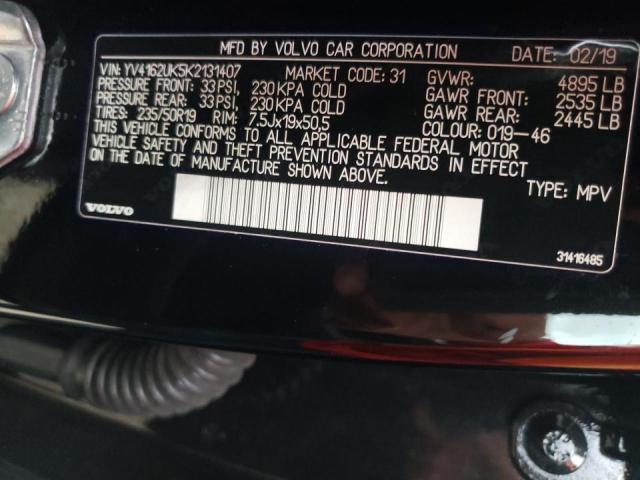 MFD BY VOLVO CAR CORPORATION DATE: 02/19
VIN: YV4162UK5K2131407 MARKET CODE: 31 GVWR: 4895 LB
PRESSURE FRONT: 33 PSI, 230 KPA COLD GAWR FRONT: 2535 LB
PRESSURE REAR: 33 PSI, 230 KPA COLD GAWR REAR: 2445 LB
TIRES: 235/50R19 RIM: 7,5Jx19x50,5 COLOUR: 019-46
THIS VEHICLE CONFORMS TO ALL APPLICABLE FEDERAL MOTOR
VEHICLE SAFETY AND THEFT PREVENTION STANDARDS IN EFFECT
ON THE DATE OF MANUFACTURE SHOWN ABOVE.
TYPE: MPV
VOLVO
31416485